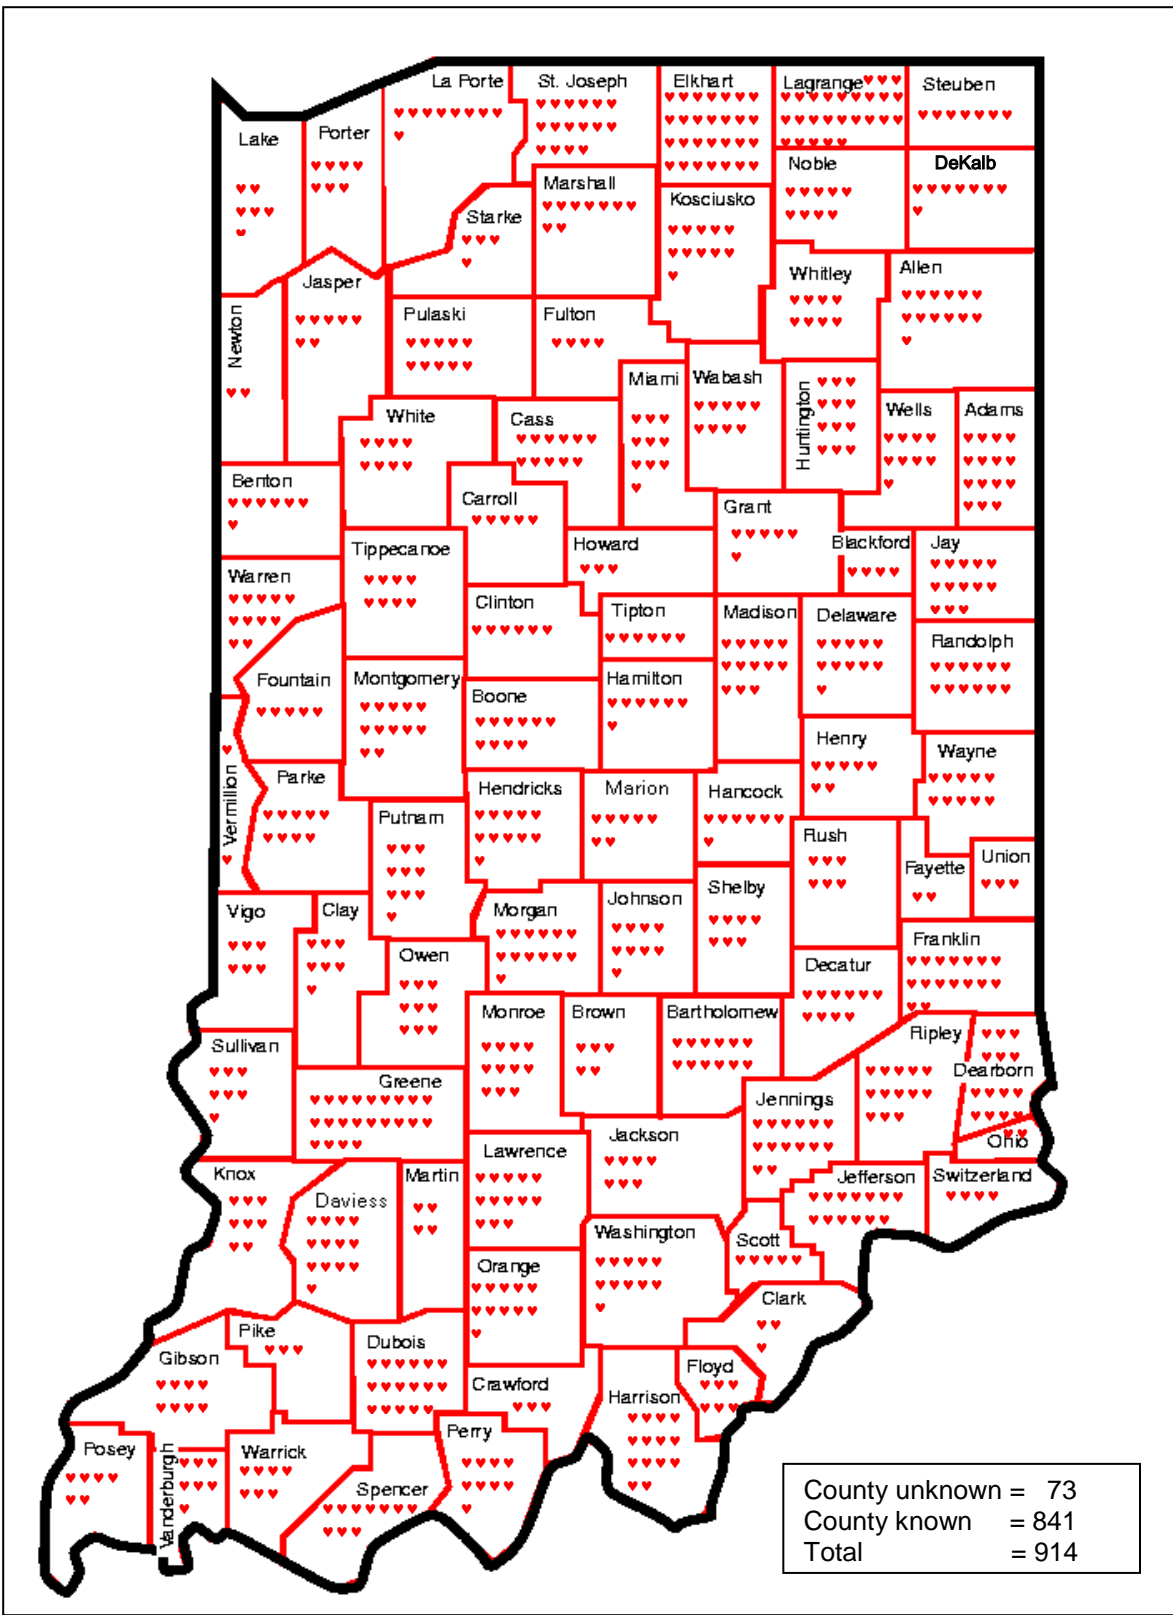 La Porte
St. Joseph
Elkhart
Lagrange
Steuben
Lake
Porter
Noble
DeKalb
Marshall
Kosciusko
Starke
Jasper
Whitley
Allen
Newton
Pulaski
Fulton
Miami
Wabash
Huntington
Wells
Adams
White
Cass
Benton
Carroll
Grant
Tippecanoe
Howard
Blackford
Jay
Warren
Clinton
Tipton
Madison
Delaware
Randolph
Fountain
Montgomery
Boone
Hamilton
Henry
Wayne
Vermillion
Parke
Hendricks
Marion
Hancock
Putnam
Rush
Fayette
Union
Vigo
Clay
Morgan
Johnson
Shelby
Owen
Decatur
Franklin
Monroe
Brown
Bartholomew
Ripley
Sullivan
Dearborn
Greene
Jennings
Jackson
Ohio
Lawrence
Knox
Martin
Jefferson
Switzerland
Daviess
Washington
Scott
Orange
Clark
Pike
Dubois
Gibson
Floyd
Crawford
Harrison
Perry
Posey
Vanderburgh
Warrick
Spencer
County unknown = 73
County known = 841
Total = 914